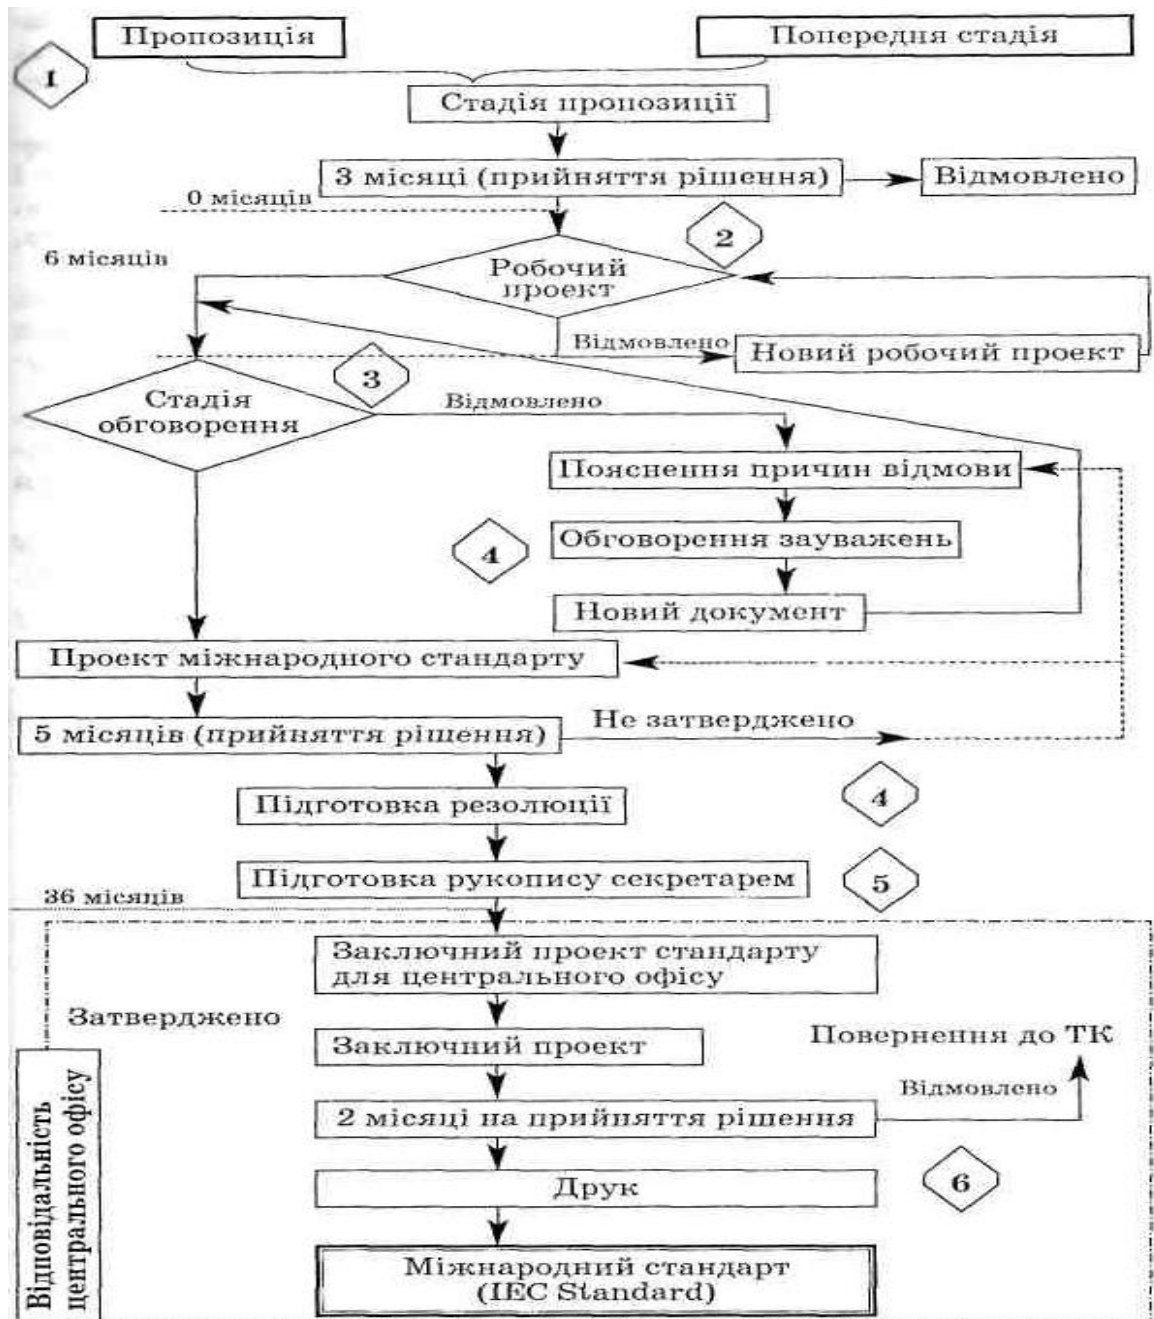 Пропозиція
Попередня стадія
1
Стадія пропозиції
3 місяці (прийняття рішення)
Відмовлено
0 місяців
2
6 місяців
Робочий
проект
Відмовлено
Новий робочий проект
3
Стадія
обговорення
Відмовлено
Пояснення причин відмови
4
Обговорення зауважень
Новий документ
Проект міжнародного стандарту
5 місяців (прийняття рішення)
Не затверджено
4
Підготовка резолюції
Підготовка рукопису секретарем
5
36 місяців
Заключний проект стандарту
для центрального офісу
Затверджено
Заключний проект
Повернення до ТК
Відмовлено
2 місяці на прийняття рішення
6
Друк
Міжнародний стандарт
(IEC Standard)
Відповідальність
центрального офісу